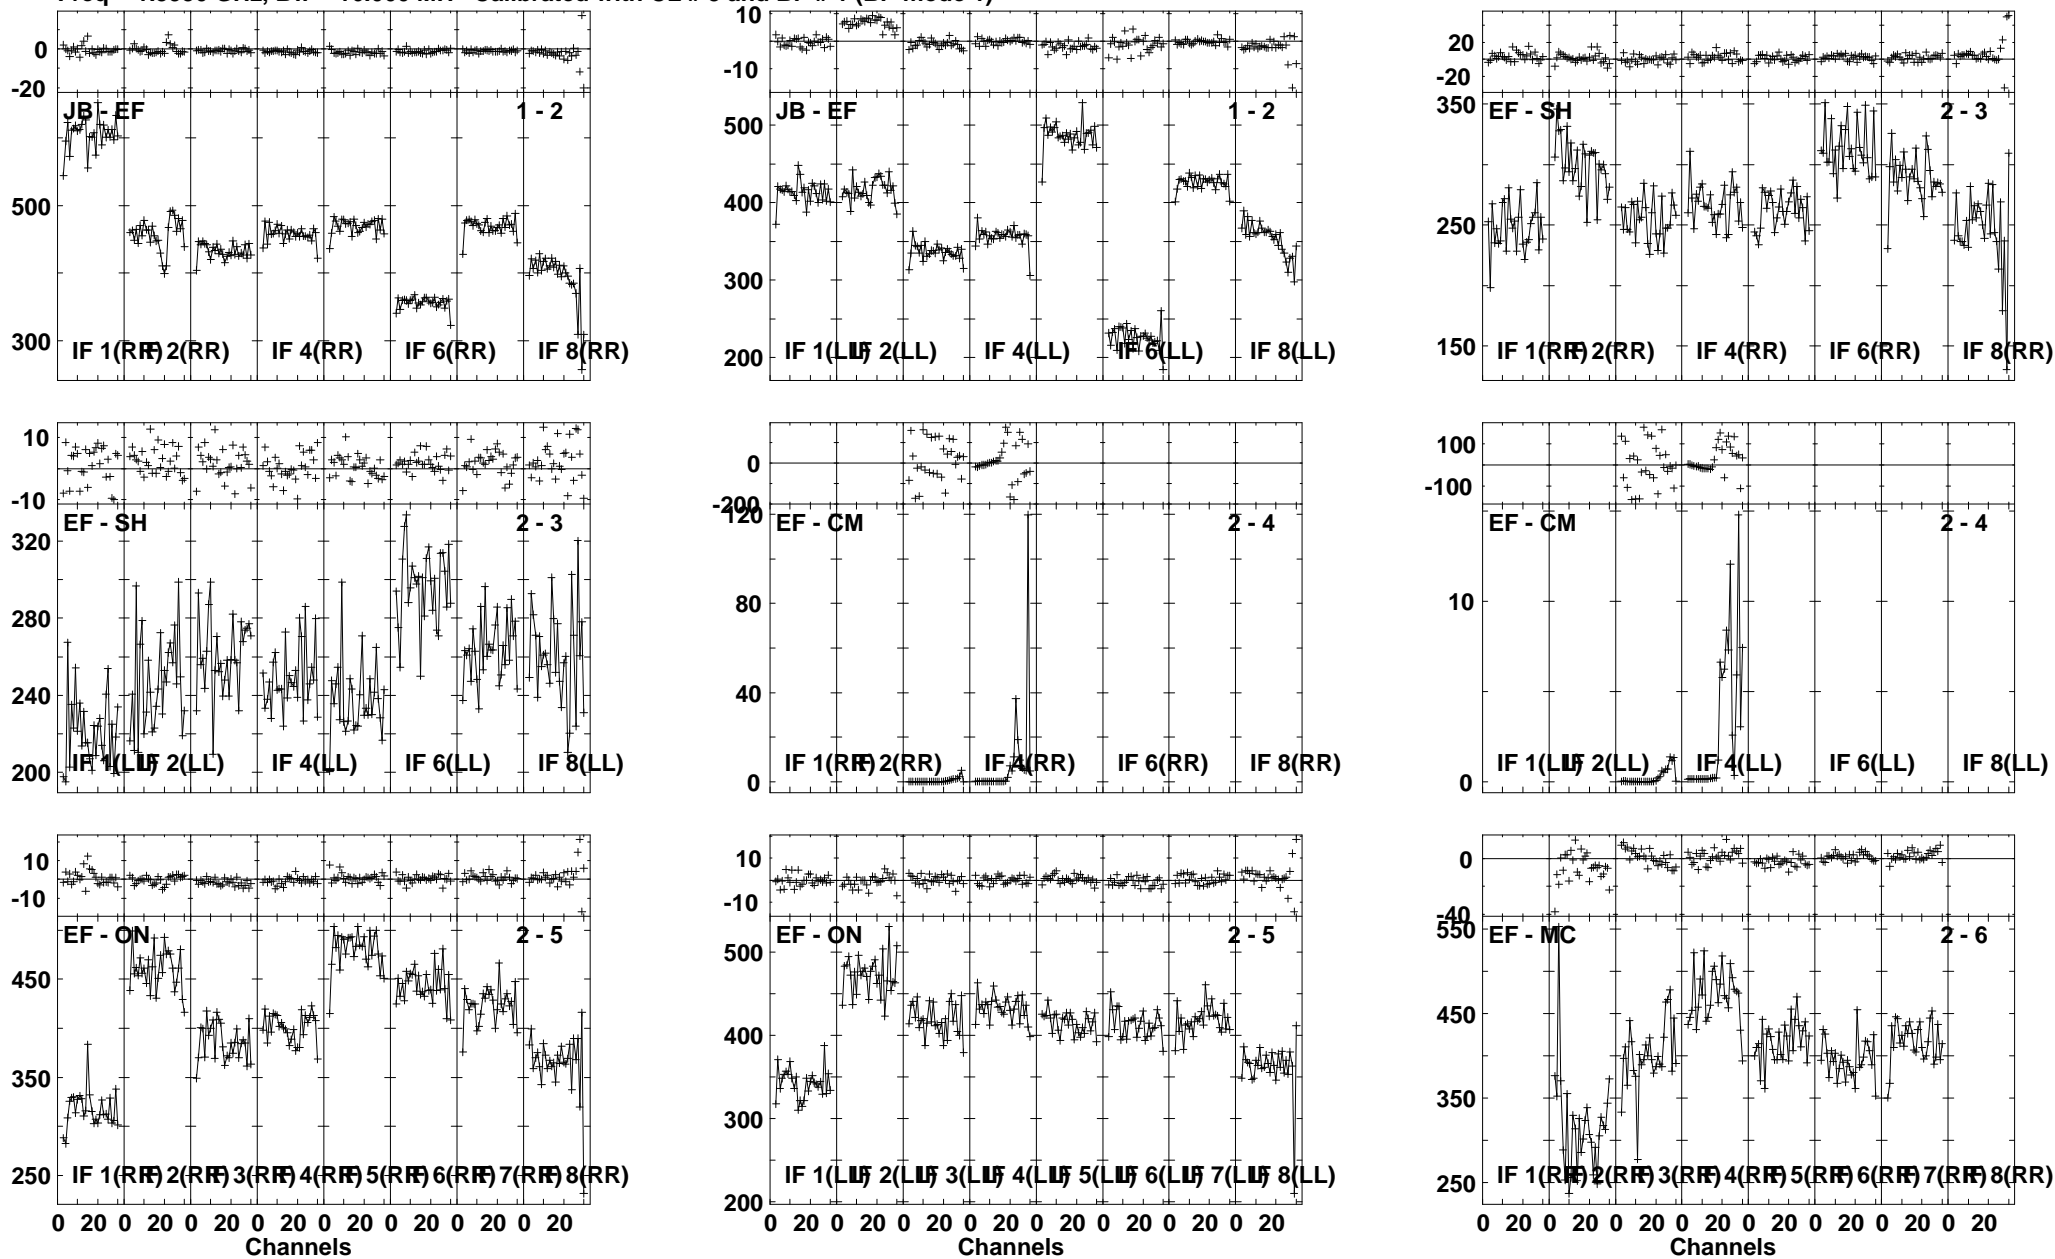 Freq GHz, Bw = MH Calibrated with CL # and BP # (BP mode 1)
0
-20
JB - EF 1 - 2
500
300
IF 1(RR) IF 2(RR) IF 4(RR) IF 6(RR) IF 8(RR)
10
-10
JB - EF 1 - 2
500
400
300
200
IF 1(LL) IF 2(LL) IF 4(LL) IF 6(LL) IF 8(LL)
20
-20
350
EF - SH 2 - 3
250
150
IF 1(RR) IF 2(RR) IF 4(RR) IF 6(RR) IF 8(RR)
10
-10
EF - SH 2 - 3
320
280
240
200
IF 1(LL) IF 2(LL) IF 4(LL) IF 6(LL) IF 8(LL)
0
-200
120
EF - CM 2 - 4
80
40
0
IF 1(RR) IF 2(RR) IF 4(RR) IF 6(RR) IF 8(RR)
100
-100
EF - CM 2 - 4
10
0
IF 1(LL) IF 2(LL) IF 4(LL) IF 6(LL) IF 8(LL)
10
-10
EF - ON 2 - 5
450
350
250
IF 1(RR) IF 2(RR) IF 3(RR) IF 4(RR) IF 5(RR) IF 6(RR) IF 7(RR) IF 8(RR)
0 20 0 20 0 20 0 20 0 20 0 20 0 20 0 20
Channels
10
-10
EF - ON 2 - 5
500
400
300
200
IF 1(LL) IF 2(LL) IF 3(LL) IF 4(LL) IF 5(LL) IF 6(LL) IF 7(LL) IF 8(LL)
0 20 0 20 0 20 0 20 0 20 0 20 0 20 0 20
Channels
0
-40
550
EF - MC 2 - 6
450
350
250
IF 1(RR) IF 2(RR) IF 3(RR) IF 4(RR) IF 5(RR) IF 6(RR) IF 7(RR) IF 8(RR)
0 20 0 20 0 20 0 20 0 20 0 20 0 20 0 20
Channels